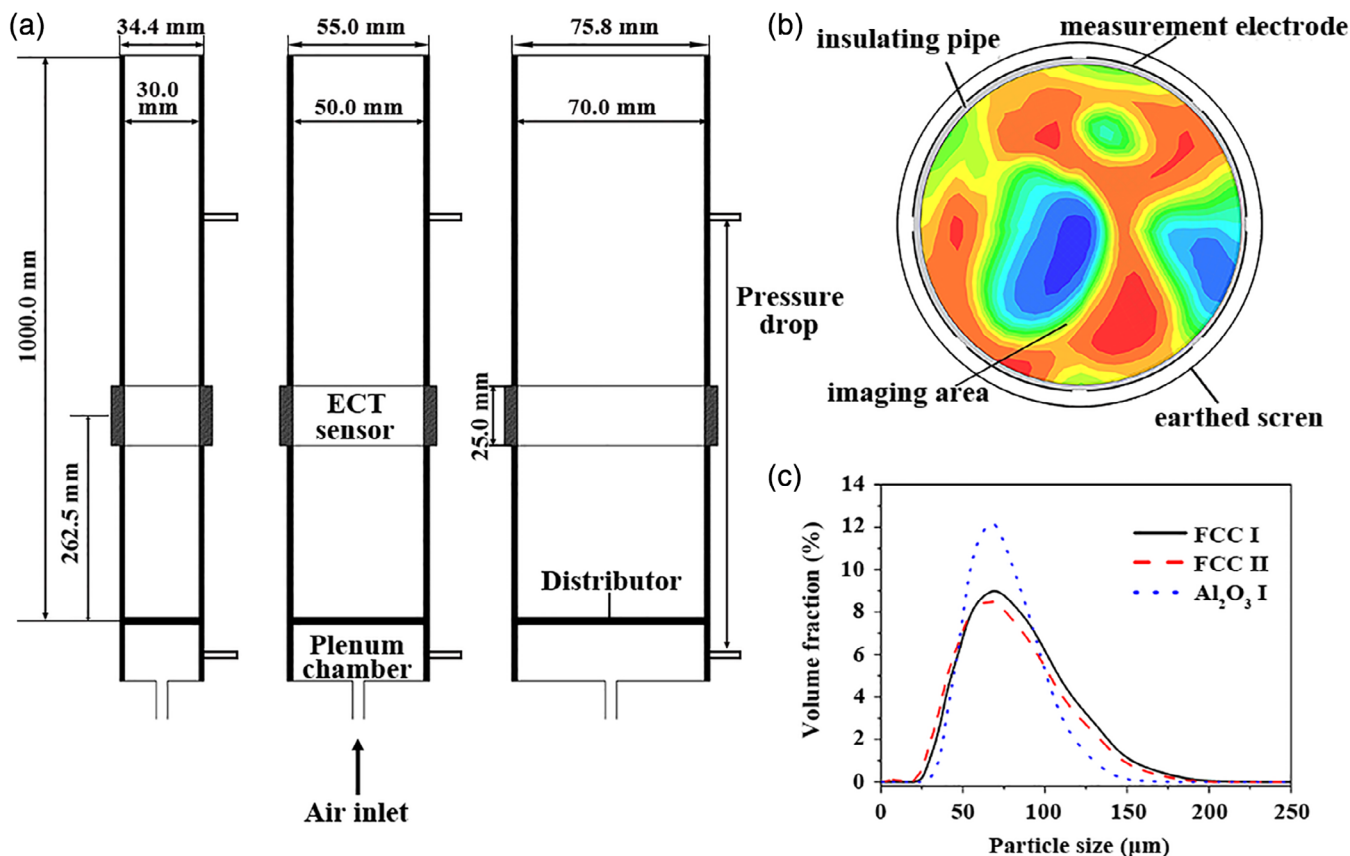 (a)
34.4 mm
55.0 mm
75.8 mm
30.0
mm
50.0 mm
70.0 mm
1000.0 mm
262.5 mm
ECT
sensor
25.0 mm
Pressure
drop
Distributor
Plenum
chamber
Air inlet
(b)
insulating pipe
measurement electrode
imaging area
earthed scren
(c)
14
12
10
8
6
4
2
0
Volume fraction (%)
FCC I
FCC II
Al₂O₃ I
0
50
100
150
200
250
Particle size (μm)